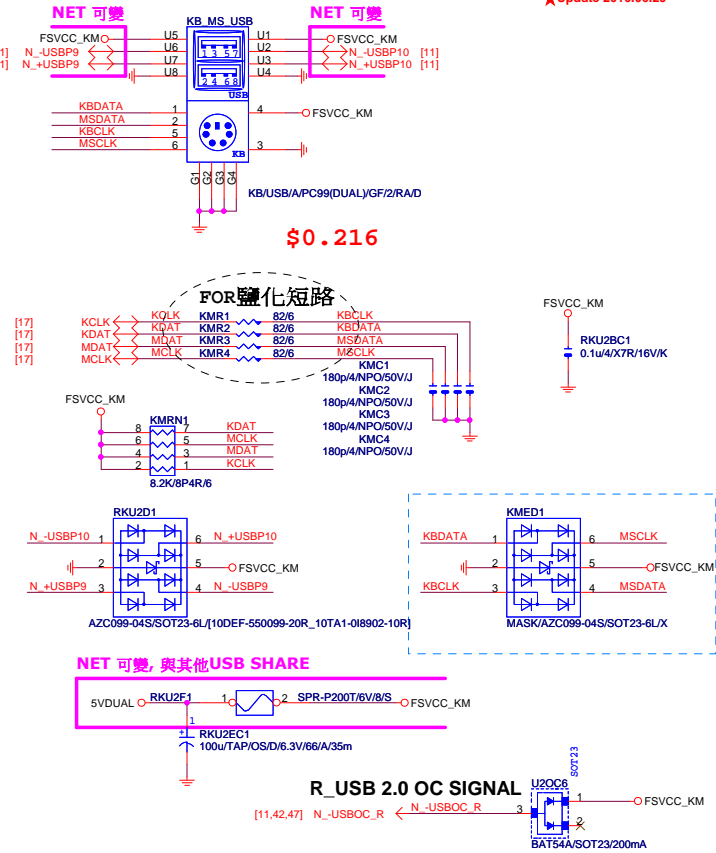 NET 可變
KB_MS_USB
NET 可變
FSVCC_KM
U5
U1
FSVCC_KM
N_-USBP9
U6
U2
N_-USBP10 [11]
N_+USBP9
U7
U3
N_+USBP10 [11]
U8
U4
1 3 5 7
2 4 6 8
USB
KBDATA
1
4
FSVCC_KM
MSDATA
2
KBCLK
5
MSCLK
6
3
KB
G1
G2
G3
G4
KB/USB/A/PC99(DUAL)/GF/2/RA/D
$0.216
FOR鹽化短路
[17] KCLK KCLK KMR1 82/6 KBCLK
[17] KDAT KDAT KMR2 82/6 KBDATA
[17] MDAT MDAT KMR3 82/6 MSDATA
[17] MCLK MCLK KMR4 82/6 MSCLK
KMC1
180p/4/NPO/50V/J
KMC2
180p/4/NPO/50V/J
KMC3
180p/4/NPO/50V/J
KMC4
180p/4/NPO/50V/J
FSVCC_KM
RKU2BC1
0.1u/4/X7R/16V/K
FSVCC_KM
KMRN1
8 7 KDAT
6 5 MCLK
4 3 MDAT
2 1 KCLK
8.2K/8P4R/6
RKU2D1
N_-USBP10 1 6 N_+USBP10
2 5 FSVCC_KM
N_+USBP9 3 4 N_-USBP9
AZC099-04S/SOT23-6L/[10DEF-550099-20R_10TA1-0I8902-10R]
KMED1
KBDATA 1 6 MSCLK
2 5 FSVCC_KM
KBCLK 3 4 MSDATA
MASK/AZC099-04S/SOT23-6L/X
NET 可變, 與其他USB SHARE
5VDUAL RKU2F1 1 2 SPR-P200T/6V/8/S FSVCC_KM
1
+
RKU2EC1
100u/TAP/OS/D/6.3V/66/A/35m
R_USB 2.0 OC SIGNAL
SOT23
U2OC6
[11,42,47] N_-USBOC_R N_-USBOC_R 3
1 FSVCC_KM
2
BAT54A/SOT23/200mA